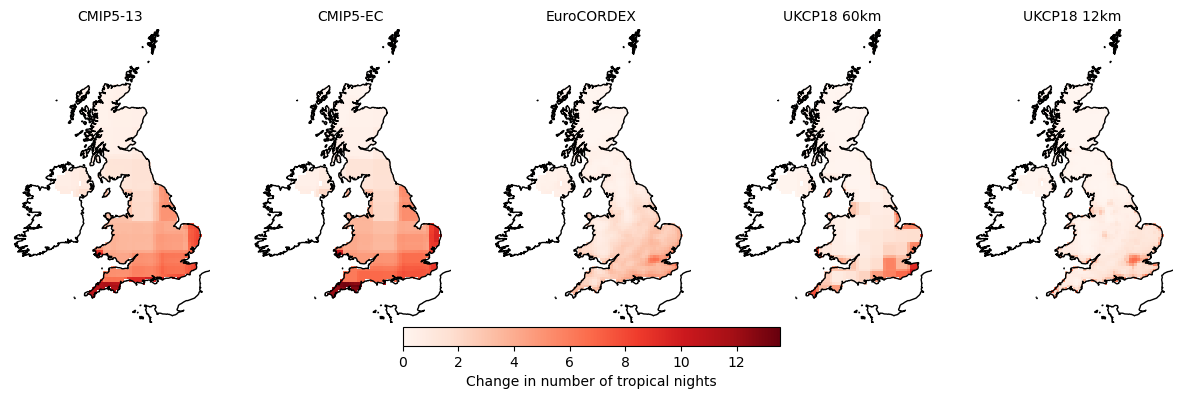 CMIP5-13 CMIP5-EC EuroCORDEX UKCP18 60km UKCP18 12km
0 2 4 6 8 10 12
Change in number of tropical nights